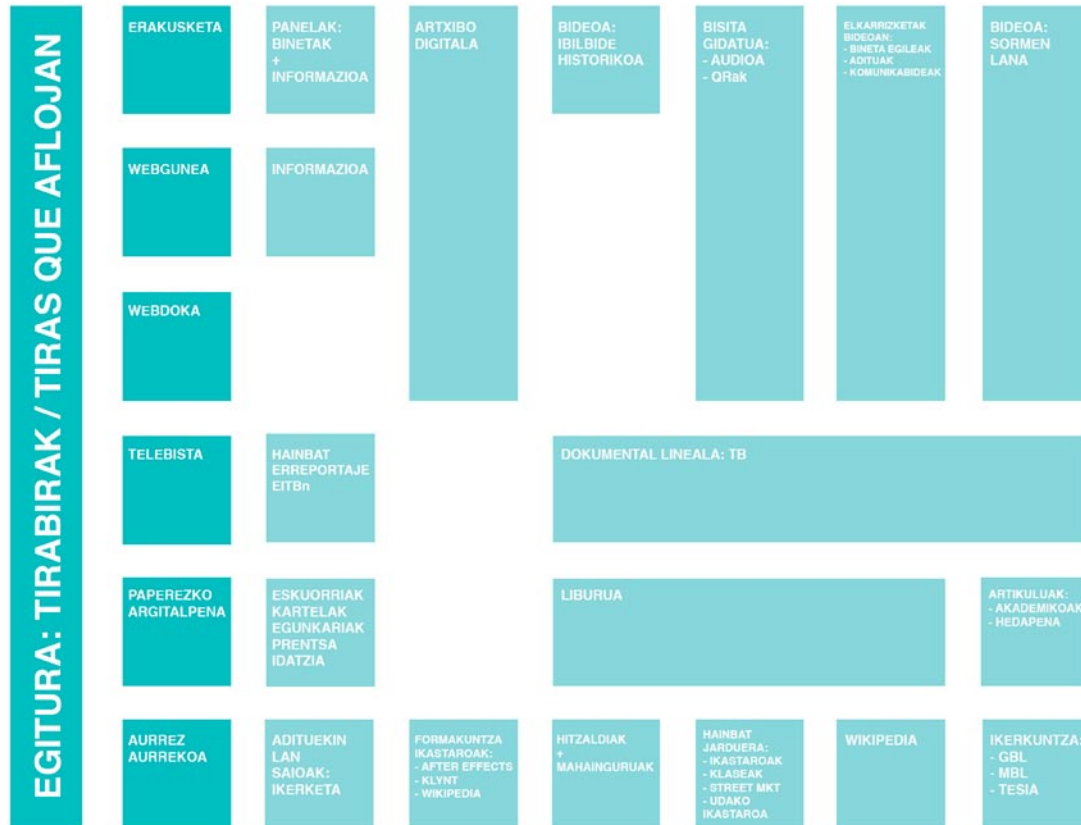 EGITURA: TIRABIRAK / TIRAS QUE AFLOJAN
ERAKUSKETA
PANELAK:
BINETAK
+
INFORMAZIOA
ARTXIBO
DIGITALA
BIDEOA:
IBILBIDE
HISTORIKOA
BISITA
GIDATUA:
- AUDIOA
- QRak
ELKARRIZKETAK
BIDEOAN:
- BINETA EGILEAK
- ADITUAK
- KOMUNIKABIDEAK
BIDEOA:
SORMEN
LANA
WEBGUNEA
INFORMAZIOA
WEBDOKA
TELEBISTA
HAINBAT
ERREPORTAJE
EITBn
DOKUMENTAL LINEALA: TB
PAPEREZKO
ARGITALPENA
ESKUORRIAK
KARTELAK
EGUNKARIAK
PRENTSA
IDATZIA
LIBURUA
ARTIKULUAK:
- AKADEMIKOAK
- HEDAPENA
AURREZ
AURREKOA
ADITUEKIN
LAN
SAIOAK:
IKERKETA
FORMAKUNTZA
IKASTAROAK:
- AFTER EFFECTS
- KLYNT
- WIKIPEDIA
HITZALDIAK
+
MAHAINGURUAK
HAINBAT
JARDUERA:
- IKASTAROAK
- KLASEAK
- STREET MKT
- UDAKO
IKASTAROA
WIKIPEDIA
IKERKUNTZA:
- GBL
- MBL
- TESIA